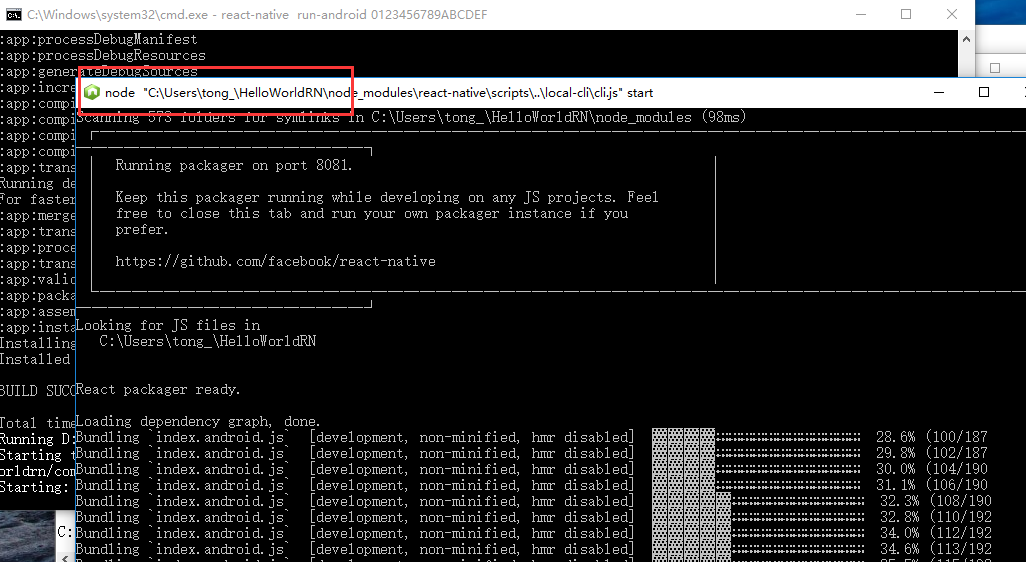 C:\Windows\system32\cmd.exe - react-native  run-android 0123456789ABCDEF
:app:processDebugManifest
:app:processDebugResources
:app:generateDebugSources
:app:incre
:app:compi
:app:compi
:app:compi
:app:compi
:app:trans
Running de
For faster
:app:merge
:app:trans
:app:proce
:app:trans
:app:valid
:app:packa
:app:assem
:app:insta
Installing
Installed
BUILD SUCC
Total time
Running D:
Starting t
orldrn/com
Starting:
C:
node  "C:\Users\tong_\HelloWorldRN\node_modules\react-native\scripts\..\local-cli\cli.js" start
Scanning 573 folders for symlinks in C:\Users\tong_\HelloWorldRN\node_modules (98ms)
Running packager on port 8081.
Keep this packager running while developing on any JS projects. Feel
free to close this tab and run your own packager instance if you
prefer.
https://github.com/facebook/react-native
Looking for JS files in
C:\Users\tong_\HelloWorldRN
React packager ready.
Loading dependency graph, done.
Bundling `index.android.js`  [development, non-minified, hmr disabled]  28.6% (100/187
Bundling `index.android.js`  [development, non-minified, hmr disabled]  29.8% (102/187
Bundling `index.android.js`  [development, non-minified, hmr disabled]  30.0% (104/190
Bundling `index.android.js`  [development, non-minified, hmr disabled]  31.1% (106/190
Bundling `index.android.js`  [development, non-minified, hmr disabled]  32.3% (108/190
Bundling `index.android.js`  [development, non-minified, hmr disabled]  32.8% (110/192
Bundling `index.android.js`  [development, non-minified, hmr disabled]  34.0% (112/192
Bundling `index.android.js`  [development, non-minified, hmr disabled]  34.6% (113/192